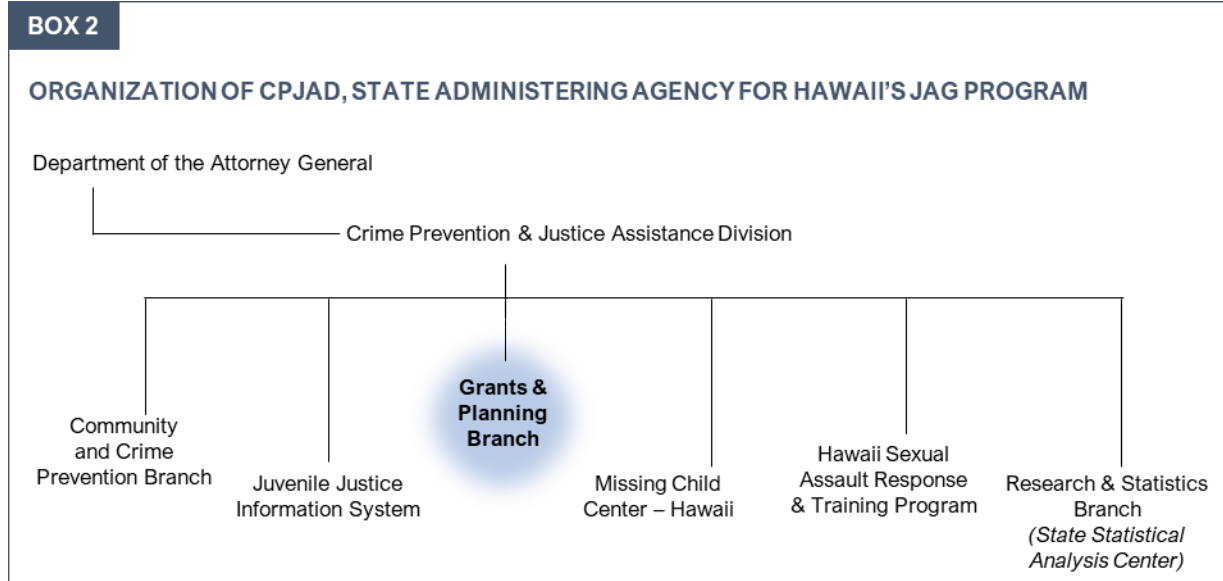 BOX 2
ORGANIZATION OF CPJAD, STATE ADMINISTERING AGENCY FOR HAWAII'S JAG PROGRAM
Department of the Attorney General
Crime Prevention & Justice Assistance Division
Community
and Crime
Prevention Branch
Juvenile Justice
Information System
Grants &
Planning
Branch
Missing Child
Center – Hawaii
Hawaii Sexual
Assault Response
& Training Program
Research & Statistics
Branch
(State Statistical
Analysis Center)